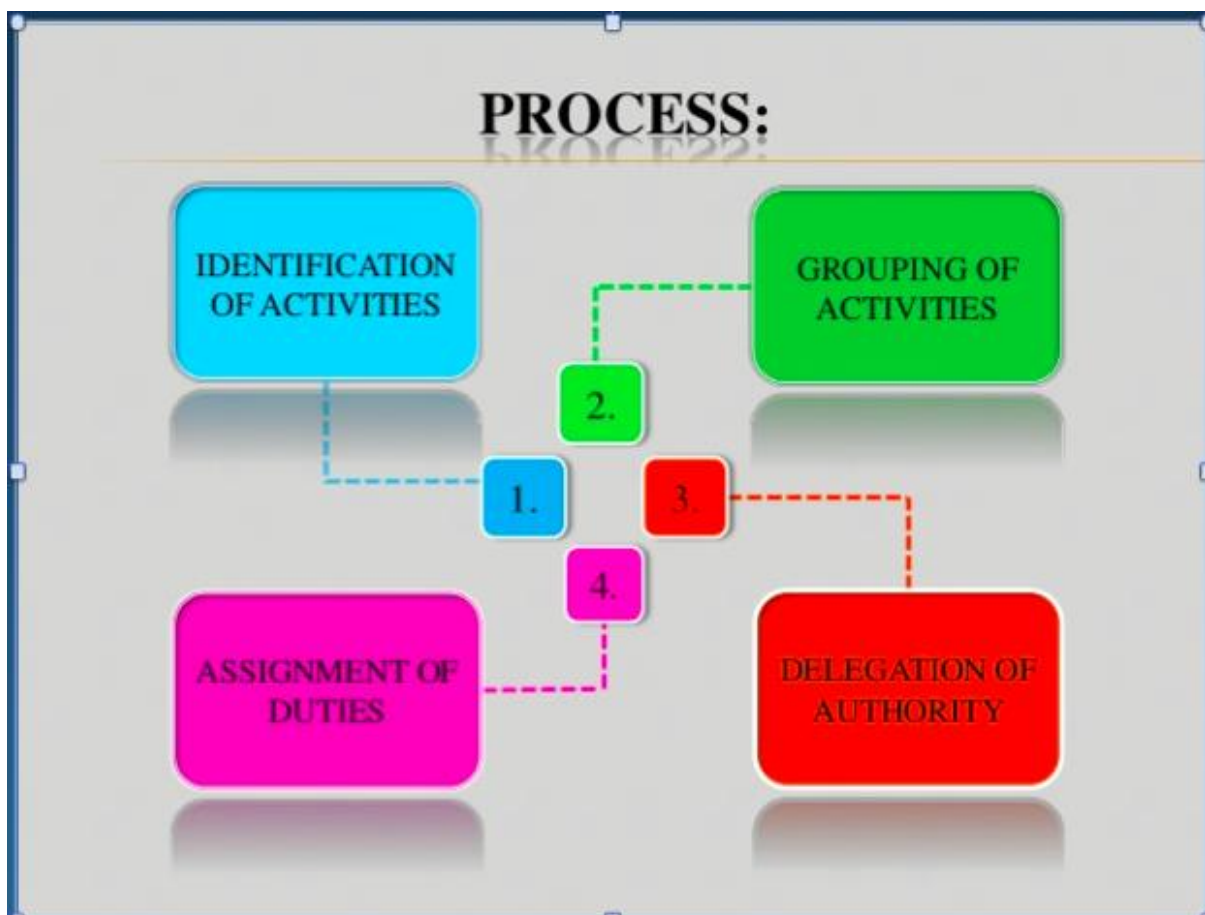 PROCESS:
IDENTIFICATION
OF ACTIVITIES
GROUPING OF
ACTIVITIES
2.
1.
3.
4.
ASSIGNMENT OF
DUTIES
DELEGATION OF
AUTHORITY